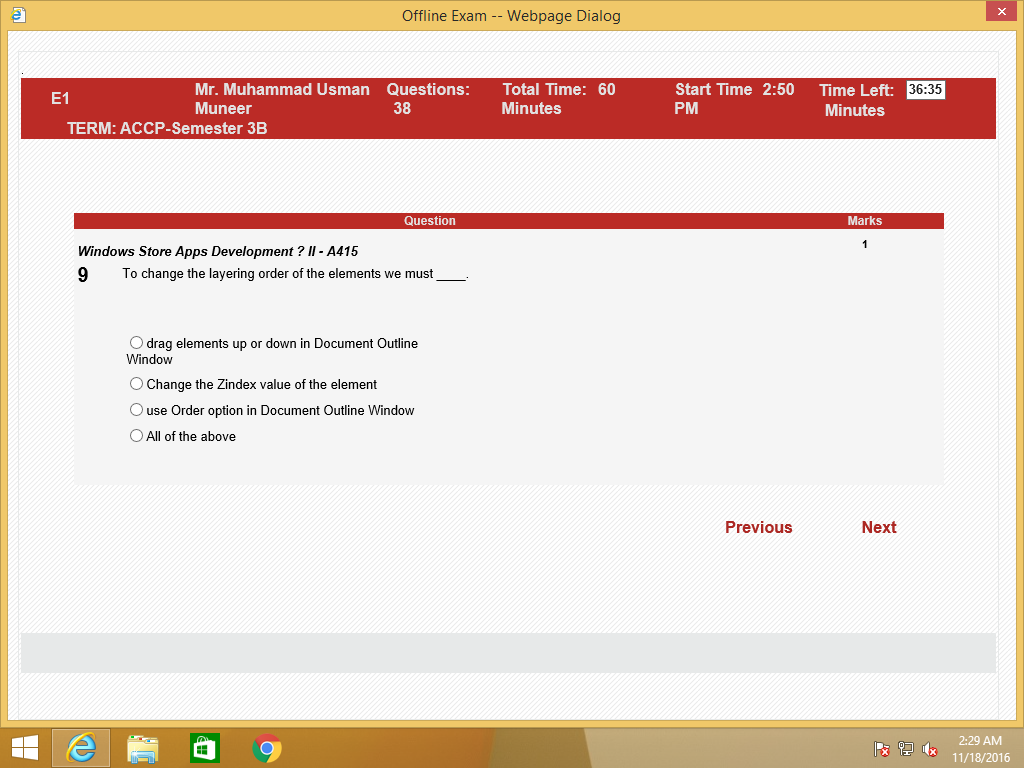 Offline Exam -- Webpage Dialog
.
E1
Mr. Muhammad Usman
Muneer
Questions:
38
Total Time: 60
Minutes
Start Time 2:50
PM
Time Left: 36:35
Minutes
TERM: ACCP-Semester 3B
Question Marks
Windows Store Apps Development ? II - A415
1
9 To change the layering order of the elements we must ____.
drag elements up or down in Document Outline
Window
Change the Zindex value of the element
use Order option in Document Outline Window
All of the above
Previous Next
2:29 AM
11/18/2016